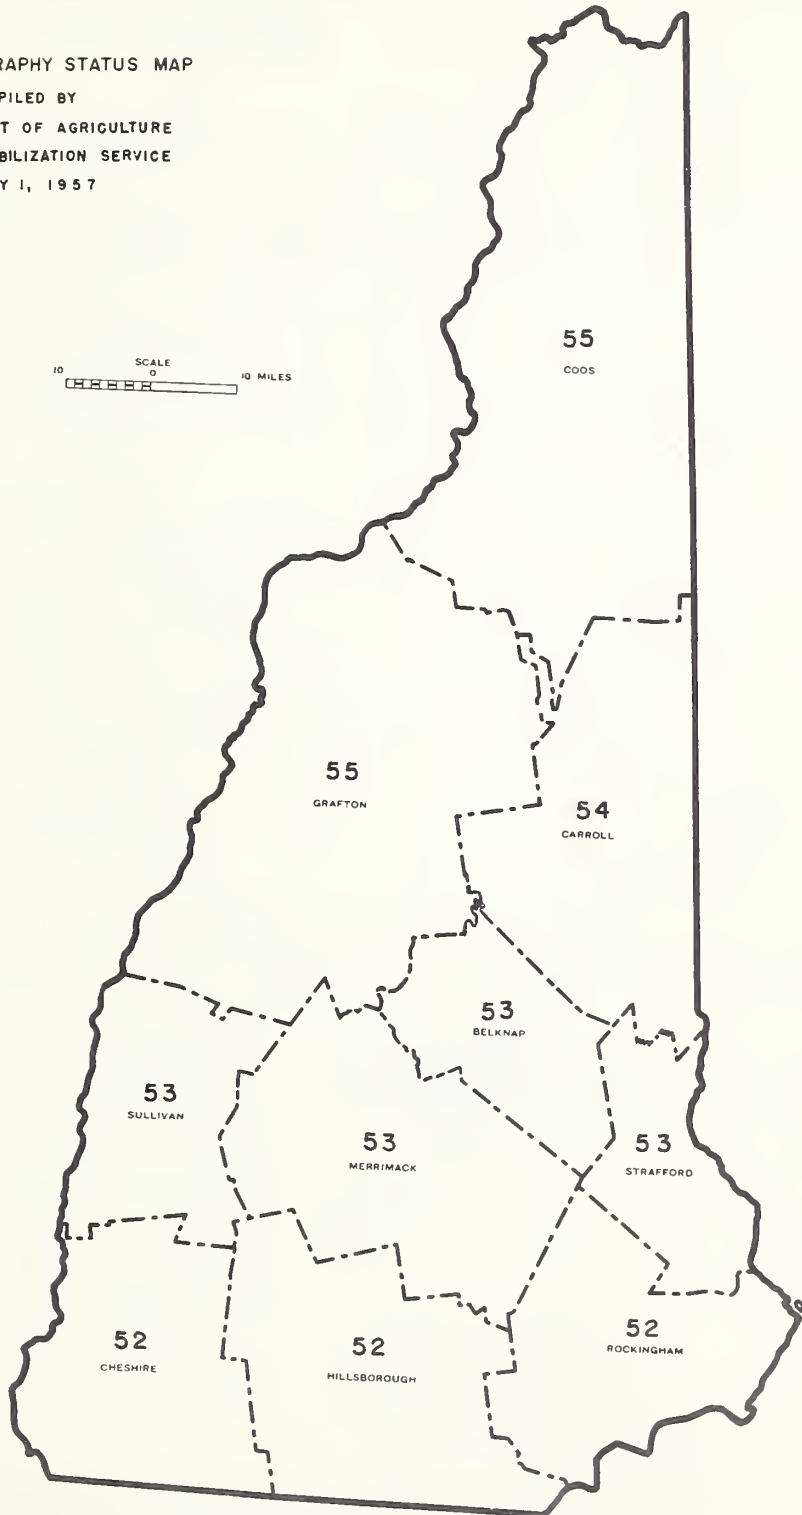 RAPHY STATUS MAP
PILED BY
T OF AGRICULTURE
BILIZATION SERVICE
Y 1, 1957
SCALE
10 0 10 MILES
55
COOS
55
GRAFTON
54
CARROLL
53
BELKNAP
53
SULLIVAN
53
MERRIMACK
53
STRAFFORD
52
CHESHIRE
52
HILLSBOROUGH
52
ROCKINGHAM